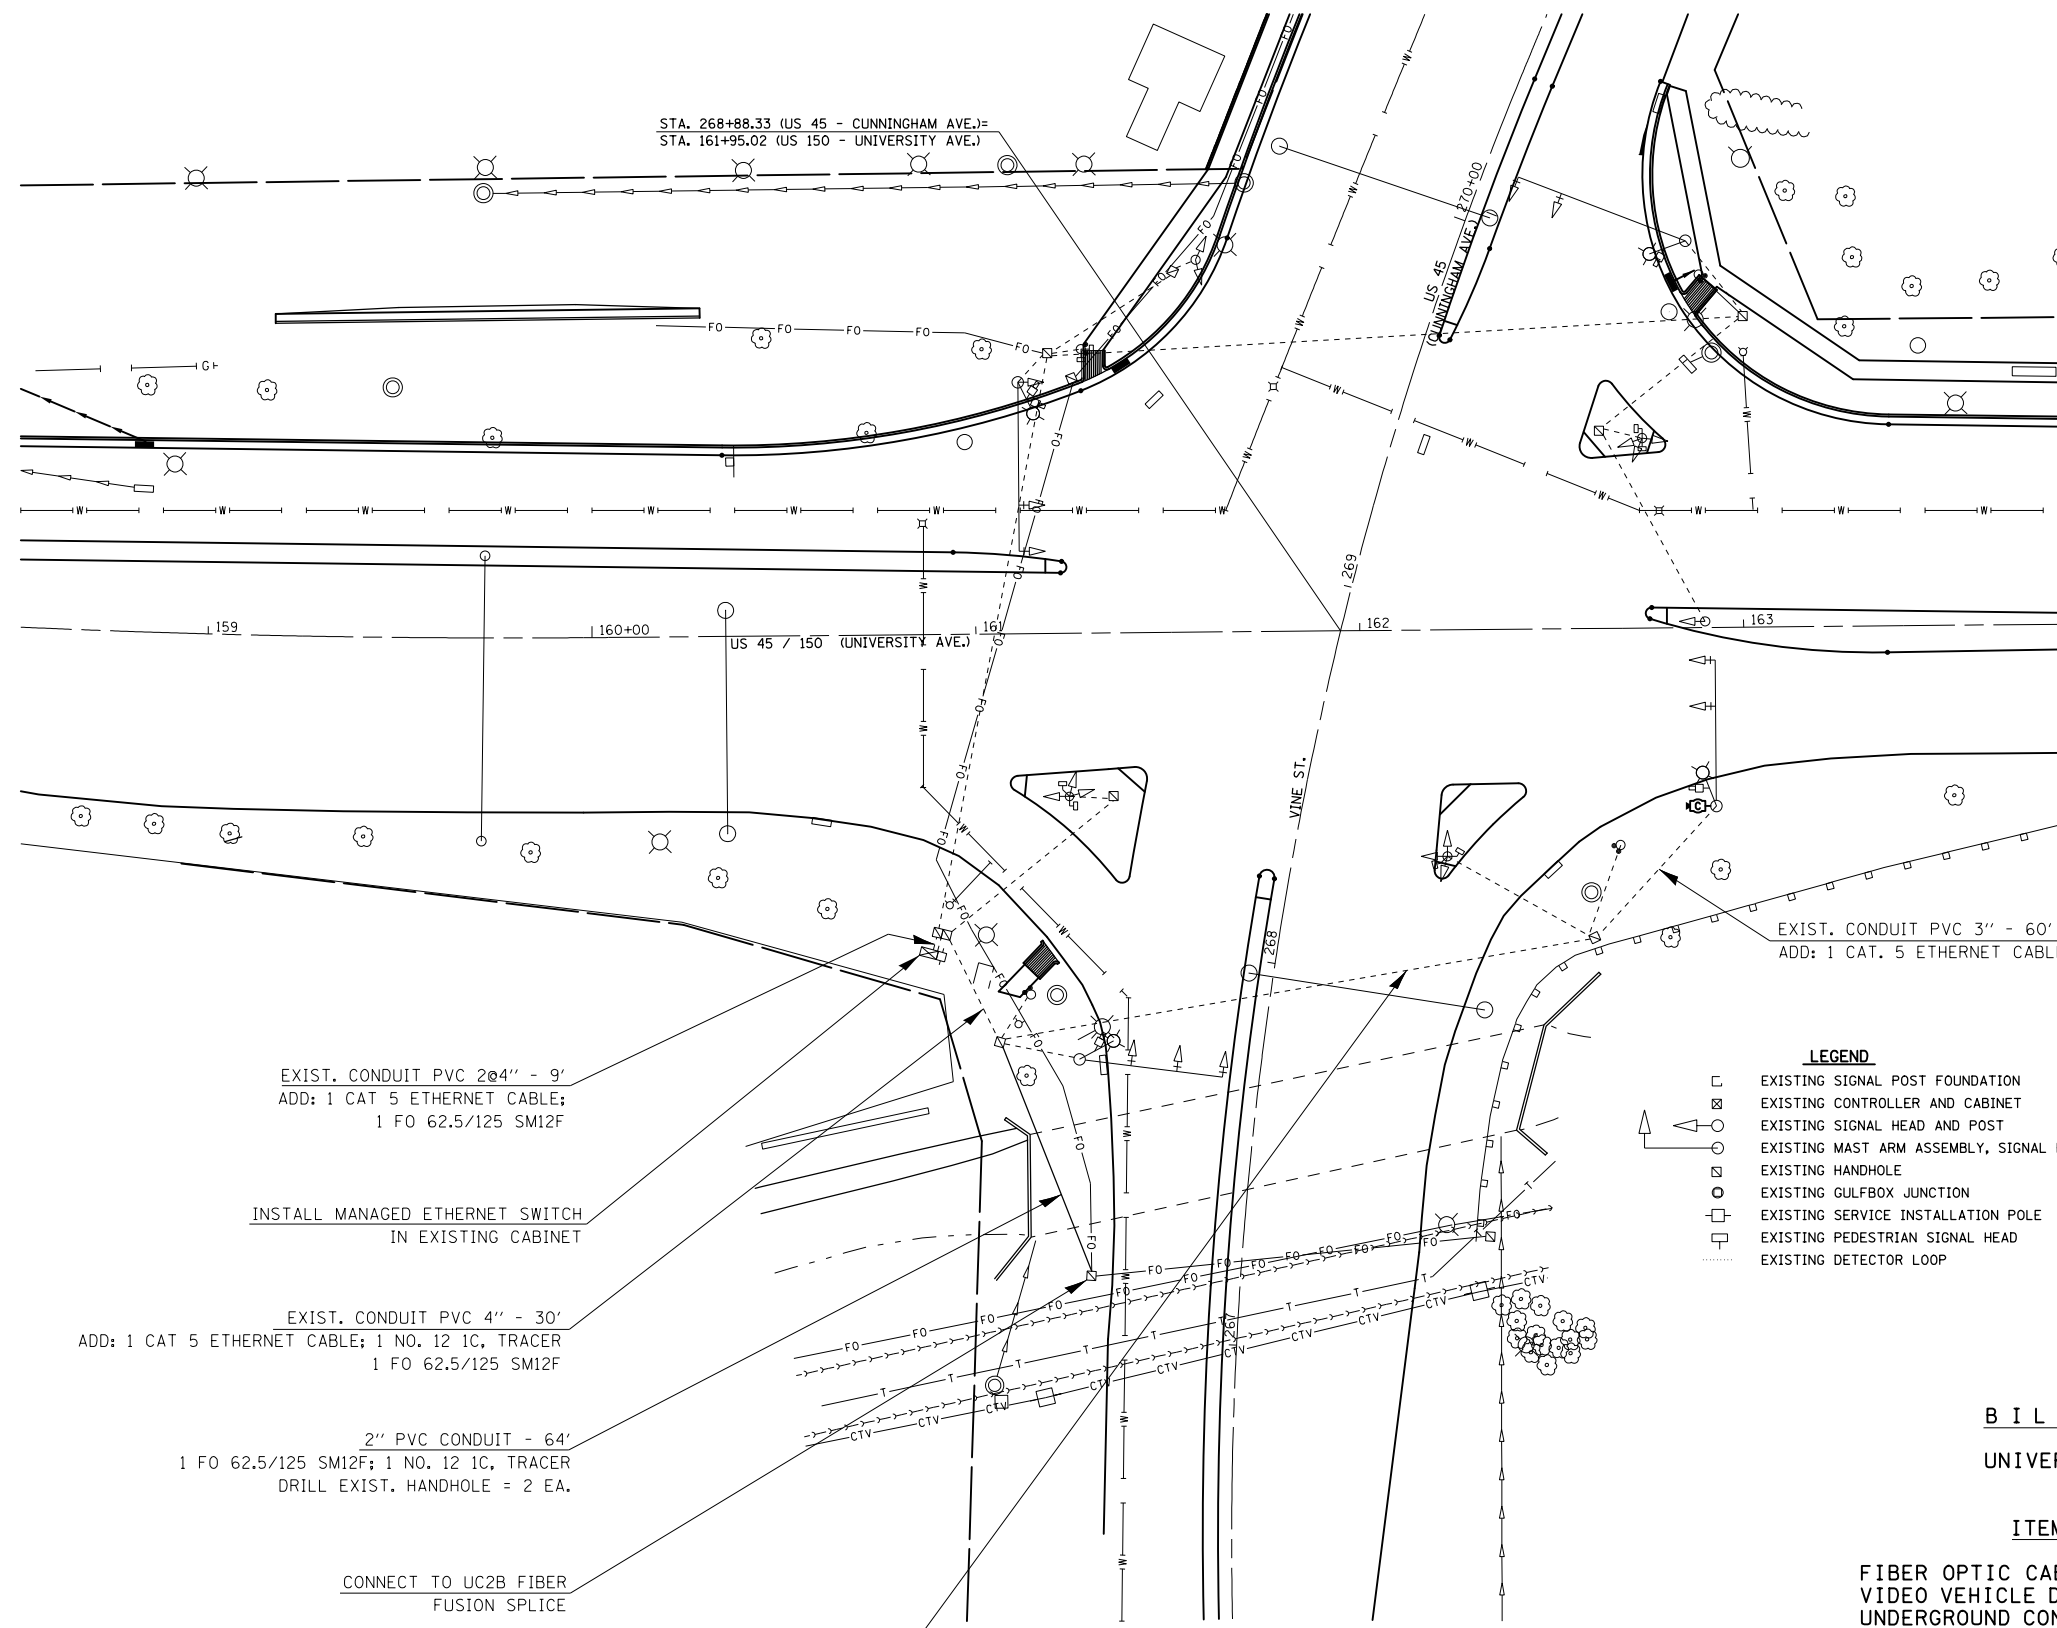 STA. 268+88.33 (US 45 - CUNNINGHAM AVE.)=
STA. 161+95.02 (US 150 - UNIVERSITY AVE.)
270+00
US 45
(CUNNINGHAM AVE.)
269
159
160+00
161
162
163
US 45 / 150 (UNIVERSITY AVE.)
VINE ST.
268
267
EXIST. CONDUIT PVC 3'' - 60'
ADD: 1 CAT. 5 ETHERNET CABLE
EXIST. CONDUIT PVC 2@4'' - 9'
ADD: 1 CAT 5 ETHERNET CABLE;
1 FO 62.5/125 SM12F
INSTALL MANAGED ETHERNET SWITCH
IN EXISTING CABINET
EXIST. CONDUIT PVC 4'' - 30'
ADD: 1 CAT 5 ETHERNET CABLE; 1 NO. 12 1C, TRACER
1 FO 62.5/125 SM12F
2'' PVC CONDUIT - 64'
1 FO 62.5/125 SM12F; 1 NO. 12 1C, TRACER
DRILL EXIST. HANDHOLE = 2 EA.
CONNECT TO UC2B FIBER
FUSION SPLICE
LEGEND
EXISTING SIGNAL POST FOUNDATION
EXISTING CONTROLLER AND CABINET
EXISTING SIGNAL HEAD AND POST
EXISTING MAST ARM ASSEMBLY, SIGNAL
EXISTING HANDHOLE
EXISTING GULFBOX JUNCTION
EXISTING SERVICE INSTALLATION POLE
EXISTING PEDESTRIAN SIGNAL HEAD
EXISTING DETECTOR LOOP
B I L
UNIVER
ITEM
FIBER OPTIC CAB
VIDEO VEHICLE D
UNDERGROUND CON